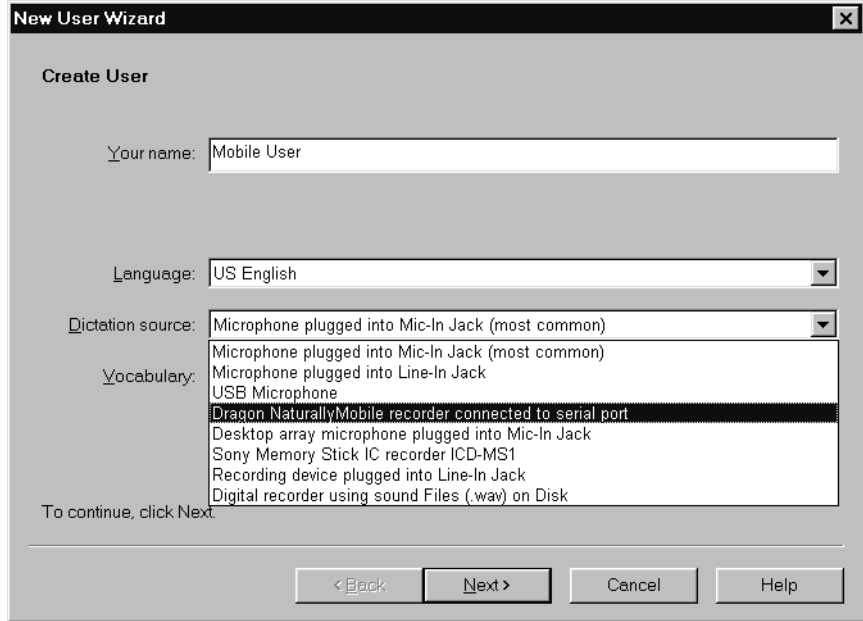 New User Wizard
Create User
Your name: Mobile User
Language: US English
Dictation source: Microphone plugged into Mic-In Jack (most common)
Microphone plugged into Mic-In Jack (most common)
Vocabulary: Microphone plugged into Line-In Jack
USB Microphone
Dragon NaturallyMobile recorder connected to serial port
Desktop array microphone plugged into Mic-In Jack
Sony Memory Stick IC recorder ICD-MS1
Recording device plugged into Line-In Jack
Digital recorder using sound Files (.wav) on Disk
To continue, click Next.
< Back Next > Cancel Help